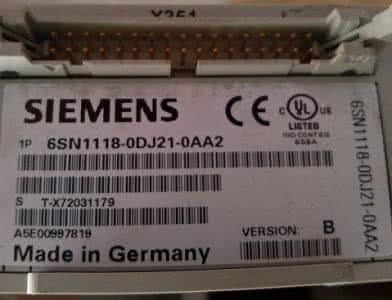 X351
SIEMENS
C UL US
LISTED
IND.CONT.EQ
1P 6SN1118-0DJ21-0AA2
S T-X72031179
A5E00997819
VERSION: B
Made in Germany
6SN1118-0DJ21-0AA2